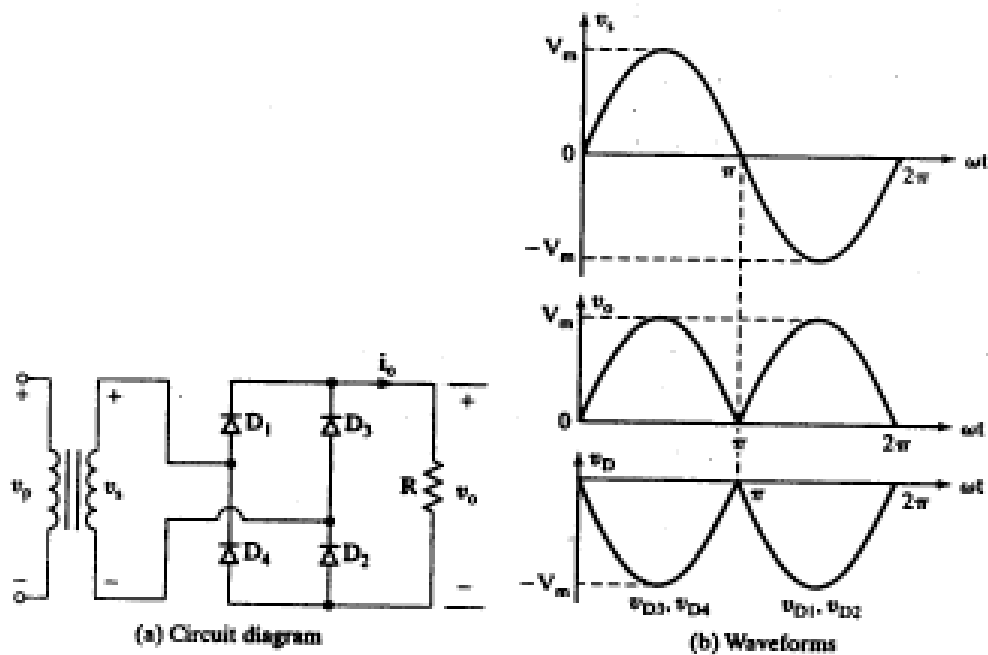 v_s
V_m
0
π
2π
ωt
-V_m
v_o
V_m
0
π
2π
ωt
v_D
π
2π
ωt
-V_m
v_D3, v_D4
v_D1, v_D2
(b) Waveforms
i_o
+
+
+
D_1
D_3
v_p
v_s
R
v_o
D_4
D_2
-
-
-
(a) Circuit diagram